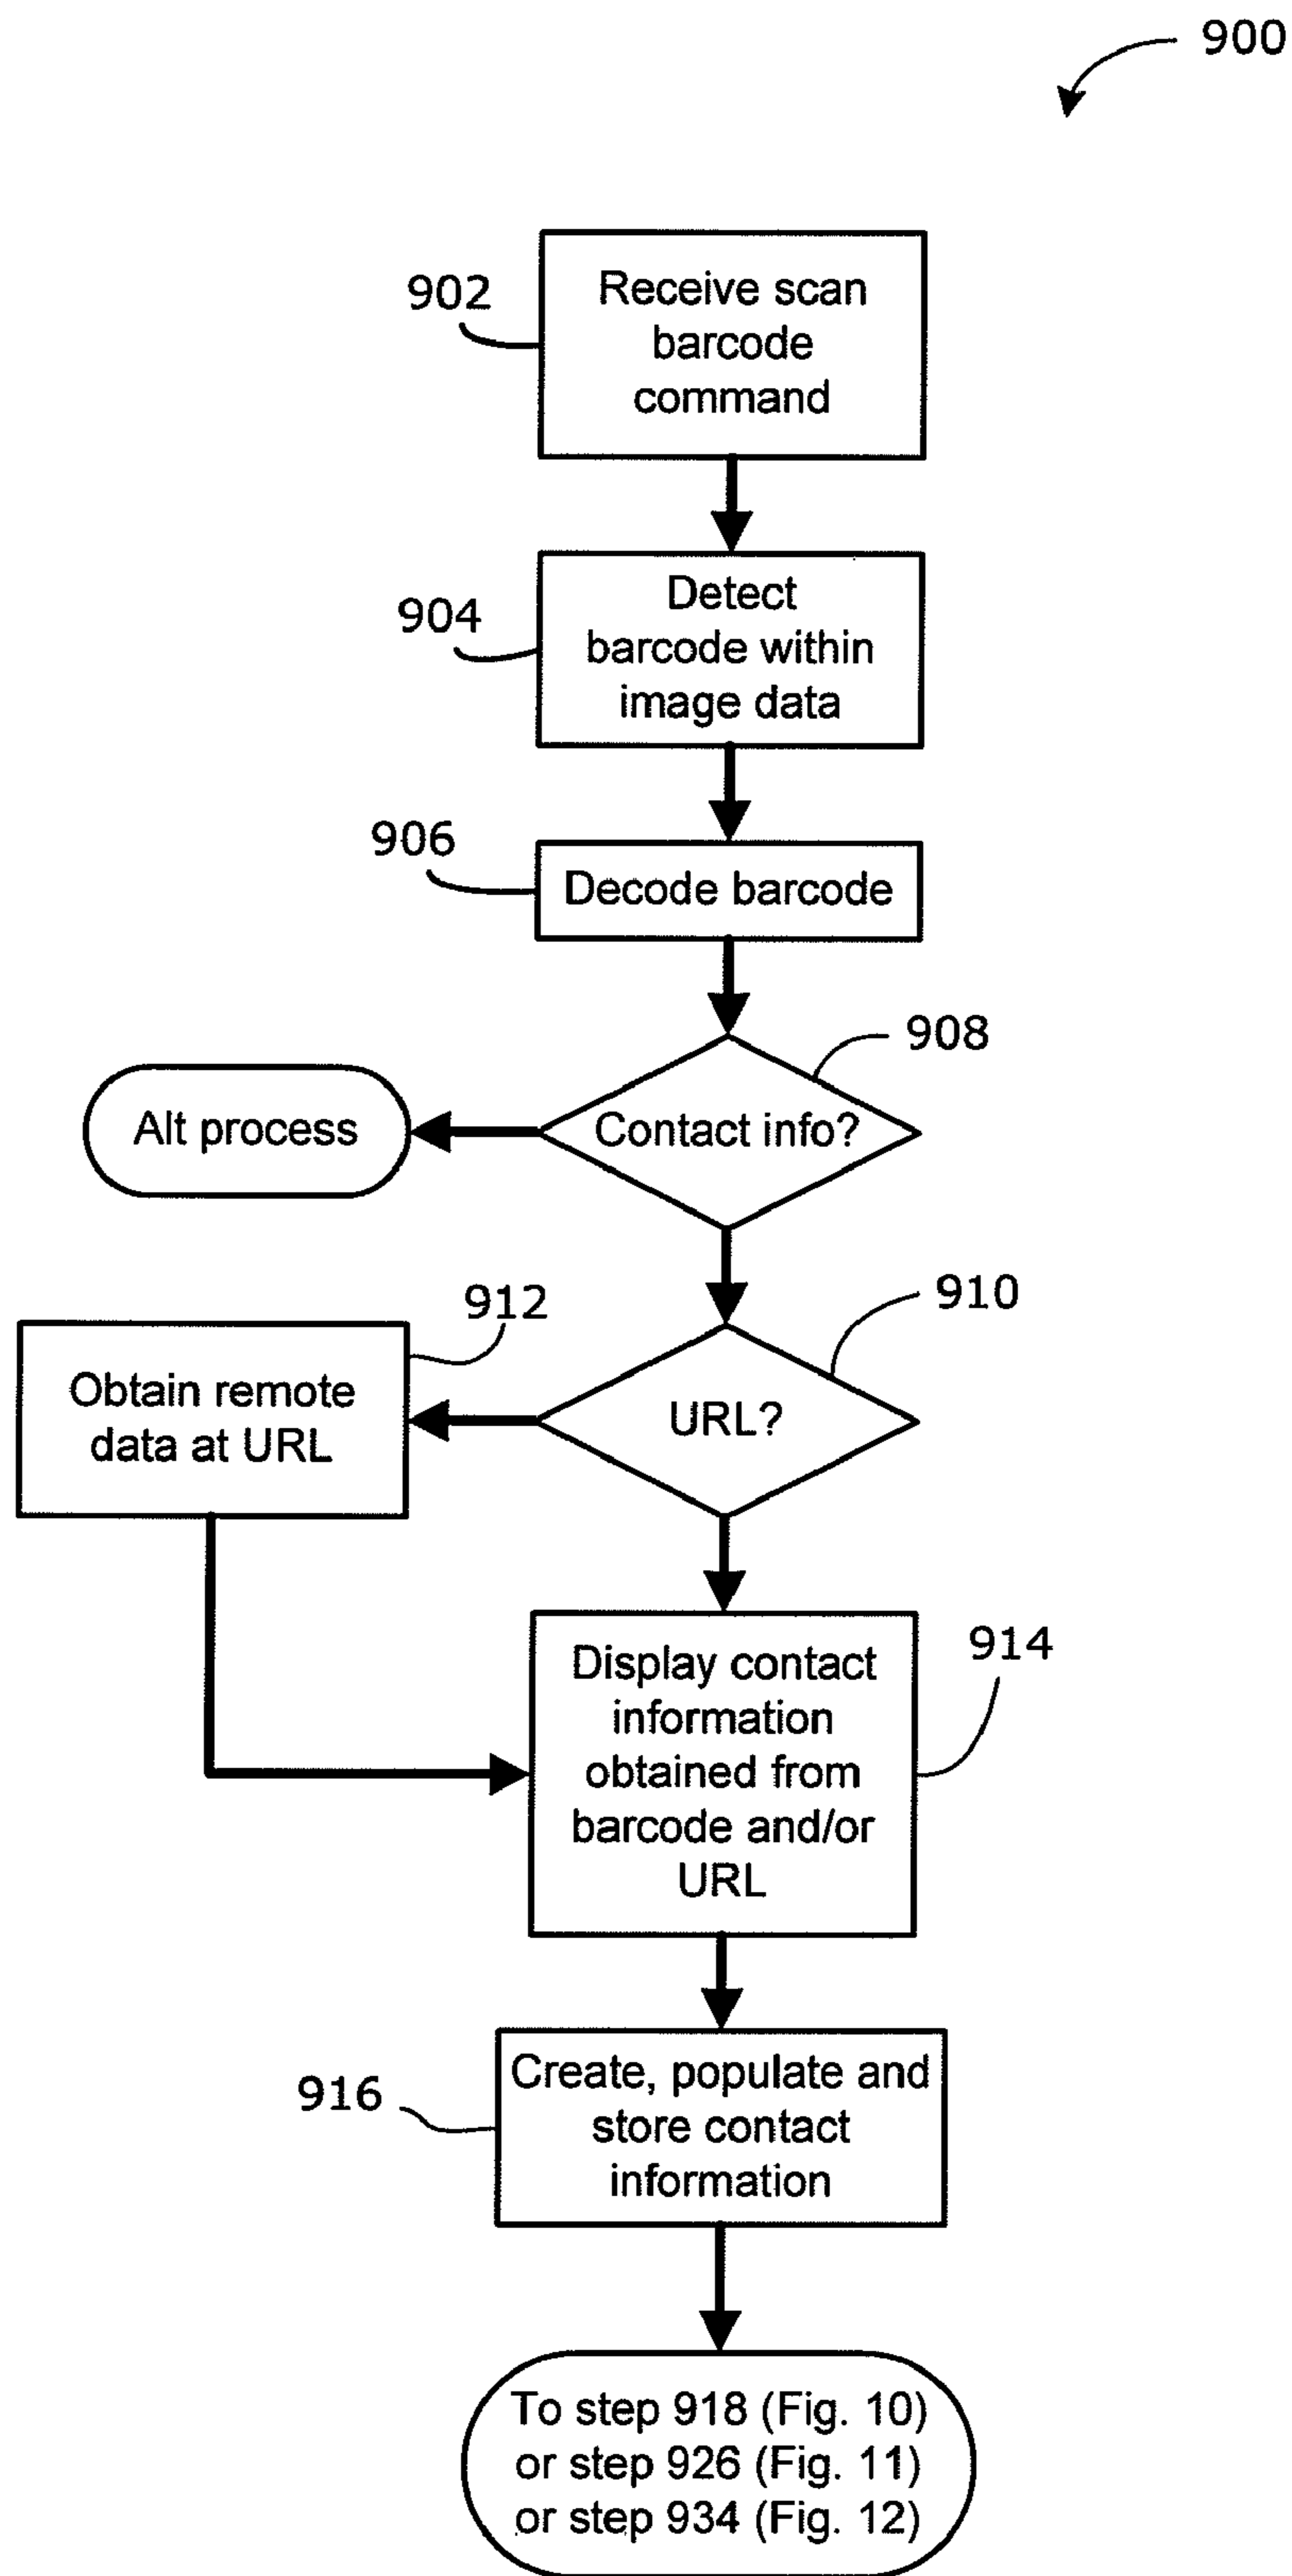 900
902
Receive scan
barcode
command
904
Detect
barcode within
image data
906
Decode barcode
908
Alt process
Contact info?
910
912
Obtain remote
data at URL
URL?
914
Display contact
information
obtained from
barcode and/or
URL
916
Create, populate and
store contact
information
To step 918 (Fig. 10)
or step 926 (Fig. 11)
or step 934 (Fig. 12)